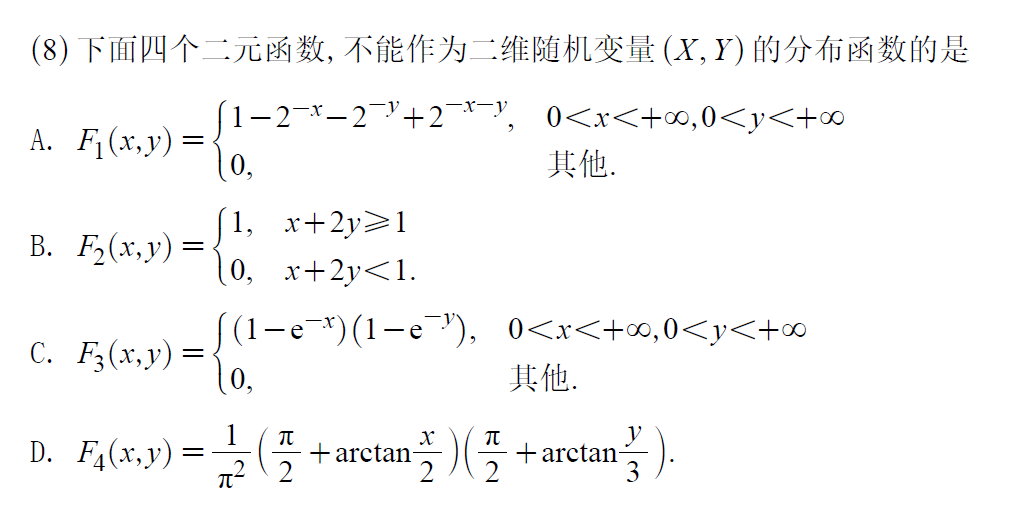 (8) 下面四个二元函数, 不能作为二维随机变量 (X, Y) 的分布函数的是
A. F₁(x,y) = { 1−2⁻ˣ−2⁻ʸ+2⁻ˣ⁻ʸ, 0<x<+∞,0<y<+∞
0, 其他.
B. F₂(x,y) = { 1, x+2y⩾1
0, x+2y<1.
C. F₃(x,y) = { (1−e⁻ˣ)(1−e⁻ʸ), 0<x<+∞,0<y<+∞
0, 其他.
D. F₄(x,y) = 1/π² (π/2 + arctan x/2)(π/2 + arctan y/3).